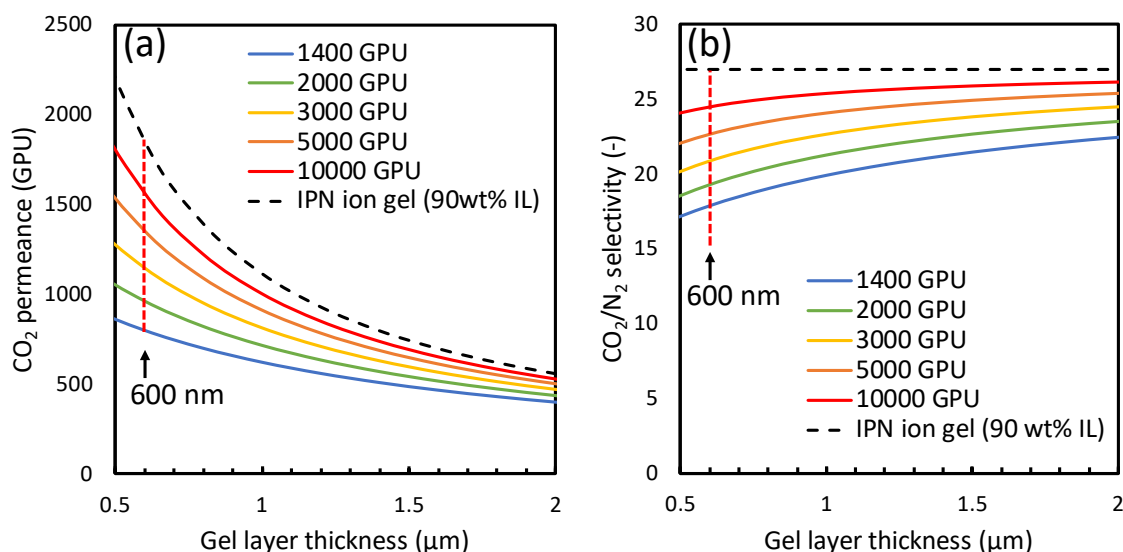 (a)
CO₂ permeance (GPU)
2500
2000
1500
1000
500
0
1400 GPU
2000 GPU
3000 GPU
5000 GPU
10000 GPU
IPN ion gel (90wt% IL)
600 nm
0.5
1
1.5
2
Gel layer thickness (μm)
(b)
CO₂/N₂ selectivity (-)
30
25
20
15
10
5
0
600 nm
1400 GPU
2000 GPU
3000 GPU
5000 GPU
10000 GPU
IPN ion gel (90 wt% IL)
0.5
1
1.5
2
Gel layer thickness (μm)